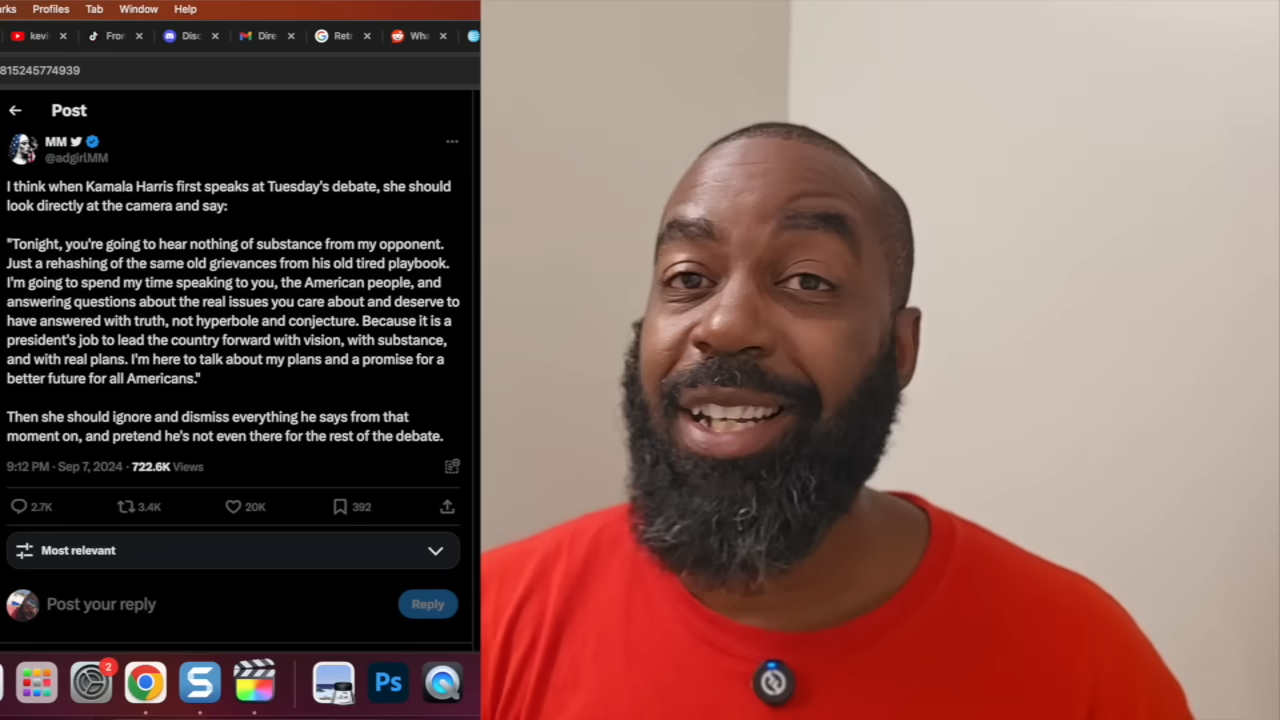 rks Profiles Tab Window Help
kevi Fror Disc Dire Retr Wha
815245774939
Post
MM
@adgirlMM
I think when Kamala Harris first speaks at Tuesday's debate, she should
look directly at the camera and say:
"Tonight, you're going to hear nothing of substance from my opponent.
Just a rehashing of the same old grievances from his old tired playbook.
I'm going to spend my time speaking to you, the American people, and
answering questions about the real issues you care about and deserve to
have answered with truth, not hyperbole and conjecture. Because it is a
president's job to lead the country forward with vision, with substance,
and with real plans. I'm here to talk about my plans and a promise for a
better future for all Americans."
Then she should ignore and dismiss everything he says from that
moment on, and pretend he's not even there for the rest of the debate.
9:12 PM · Sep 7, 2024 · 722.6K Views
2.7K 3.4K 20K 392
Most relevant
Post your reply Reply
2 Ps